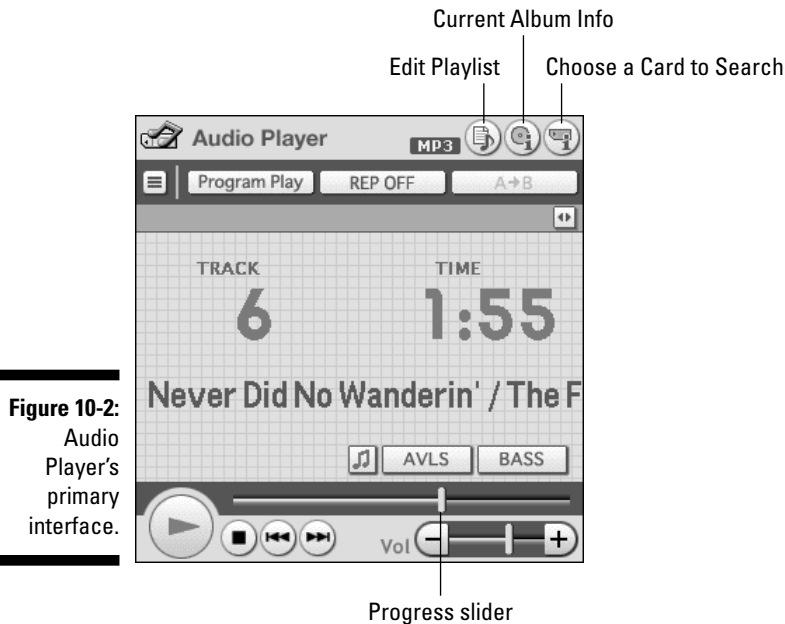 Current Album Info
Edit Playlist
Choose a Card to Search
Audio Player
MP3
Program Play
REP OFF
A→B
TRACK
TIME
6
1:55
Never Did No Wanderin' / The F
Figure 10-2:
Audio
Player's
primary
interface.
AVLS
BASS
Vol
Progress slider